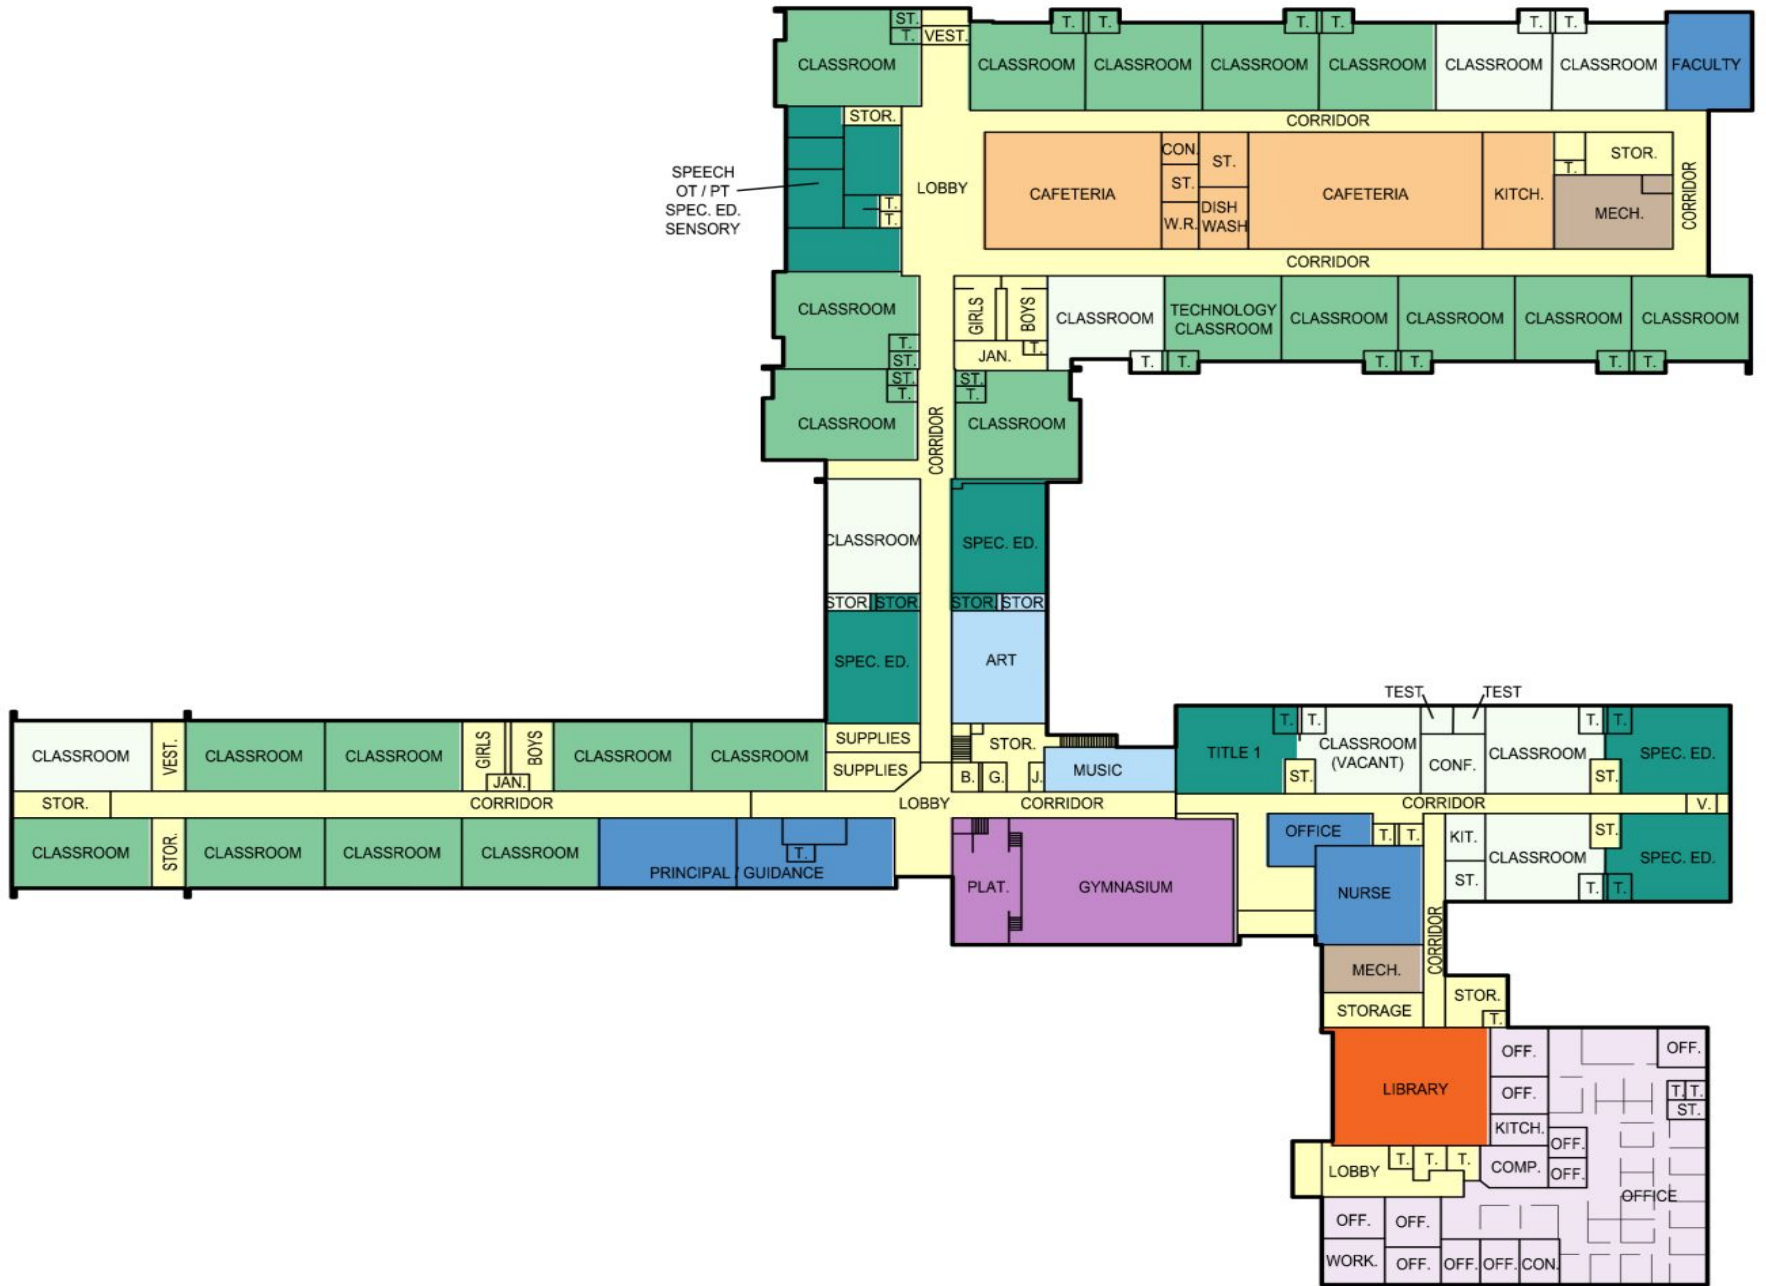 ST.
T.
VEST.
T.
T.
T.
T.
T.
T.
CLASSROOM
CLASSROOM
CLASSROOM
CLASSROOM
CLASSROOM
CLASSROOM
CLASSROOM
FACULTY
STOR.
CORRIDOR
SPEECH
OT / PT
SPEC. ED.
SENSORY
T.
T.
LOBBY
CAFETERIA
CON.
ST.
W.R.
ST.
DISH
WASH
CAFETERIA
KITCH.
T.
STOR.
MECH.
CORRIDOR
CORRIDOR
CLASSROOM
T.
ST.
GIRLS
BOYS
JAN.
T.
CLASSROOM
TECHNOLOGY
CLASSROOM
CLASSROOM
CLASSROOM
CLASSROOM
CLASSROOM
T.
T.
T.
T.
T.
T.
ST.
T.
CLASSROOM
CORRIDOR
ST.
T.
CLASSROOM
CLASSROOM
SPEC. ED.
STOR.
STOR.
STOR.
STOR.
SPEC. ED.
ART
CLASSROOM
VEST.
CLASSROOM
CLASSROOM
GIRLS
BOYS
JAN.
CLASSROOM
CLASSROOM
SUPPLIES
SUPPLIES
STOR.
B.
G.
J.
MUSIC
TEST
TEST
TITLE 1
T.
T.
ST.
CLASSROOM
(VACANT)
CONF.
CLASSROOM
T.
T.
ST.
SPEC. ED.
STOR.
CORRIDOR
LOBBY
CORRIDOR
CORRIDOR
V.
CLASSROOM
STOR.
CLASSROOM
CLASSROOM
CLASSROOM
PRINCIPAL / GUIDANCE
T.
PLAT.
GYMNASIUM
OFFICE
T.
T.
KIT.
ST.
CLASSROOM
ST.
T.
T.
SPEC. ED.
NURSE
CORRIDOR
MECH.
STORAGE
STOR.
T.
LIBRARY
OFF.
OFF.
KITCH.
OFF.
OFF.
OFF.
T.
T.
ST.
LOBBY
T.
T.
T.
COMP.
OFFICE
OFF.
OFF.
WORK.
OFF.
OFF.
OFF.
CON.